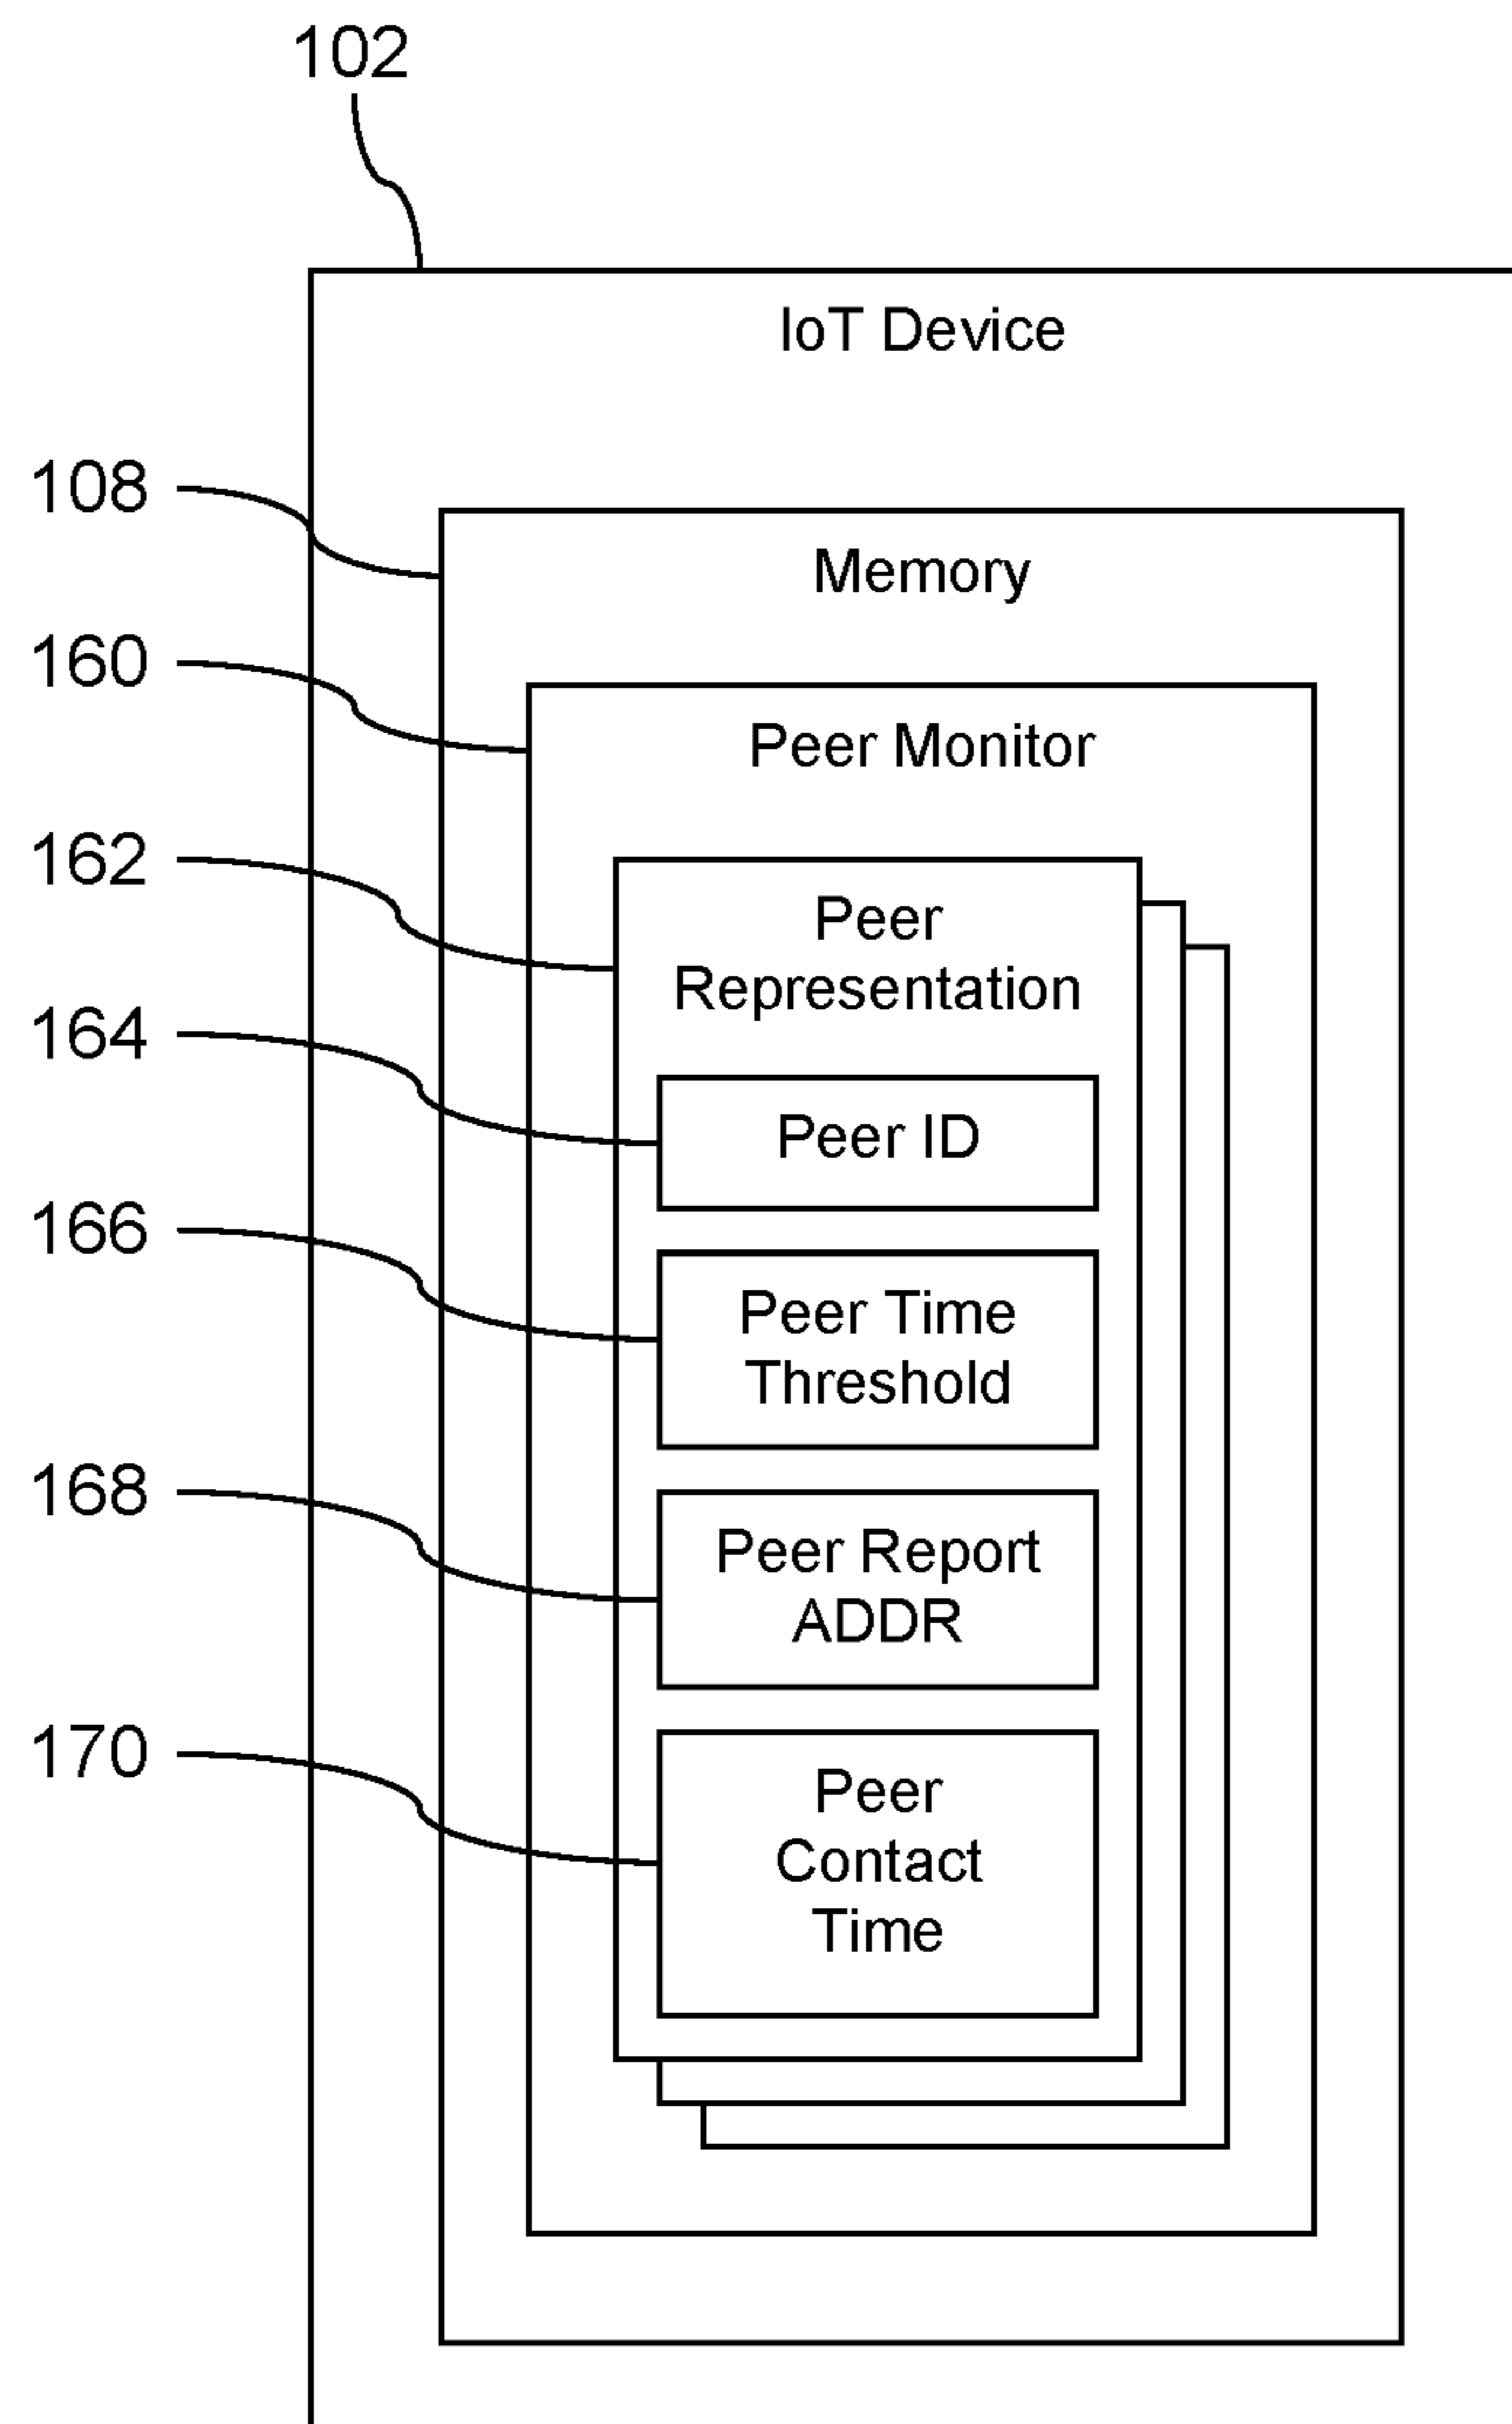 102
IoT Device
108
Memory
160
Peer Monitor
162
Peer
Representation
164
Peer ID
166
Peer Time
Threshold
168
Peer Report
ADDR
170
Peer
Contact
Time